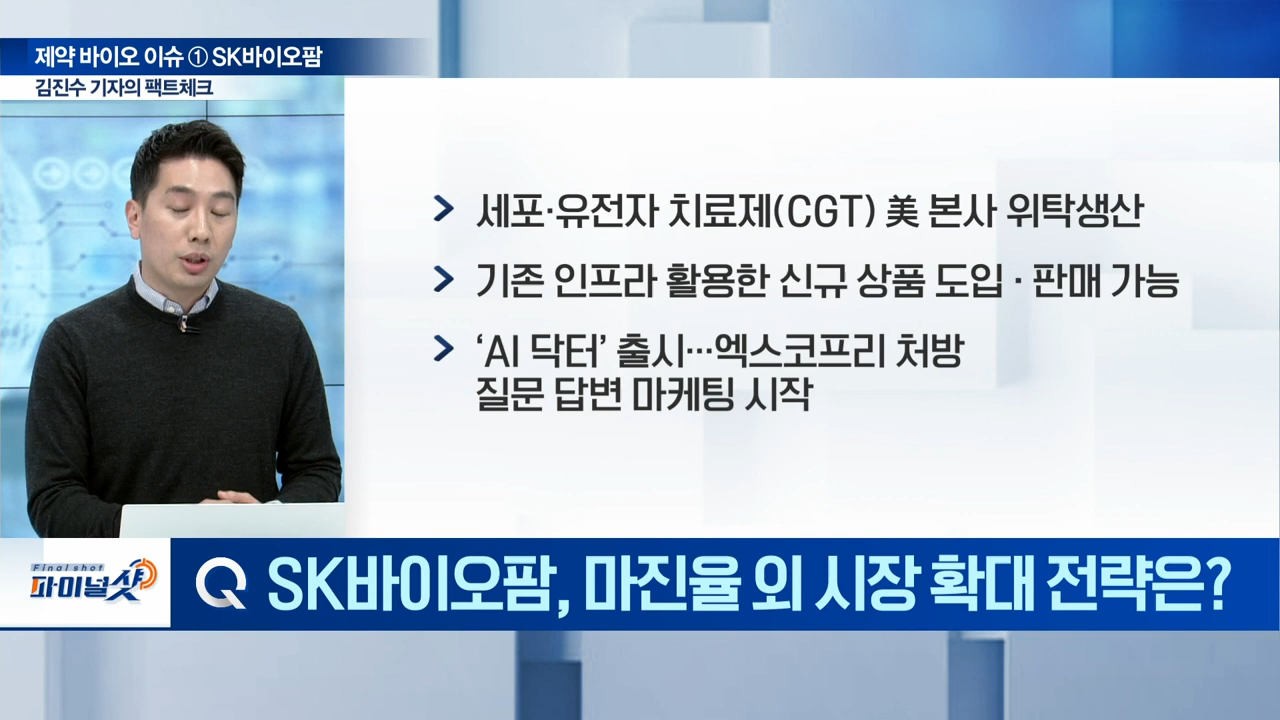 제약 바이오 이슈 ① SK바이오팜
김진수 기자의 팩트체크
세포·유전자 치료제(CGT) 美 본사 위탁생산
기존 인프라 활용한 신규 상품 도입 · 판매 가능
‘AI 닥터’ 출시…엑스코프리 처방
질문 답변 마케팅 시작
Final shot
파이널샷
Q SK바이오팜, 마진율 외 시장 확대 전략은?